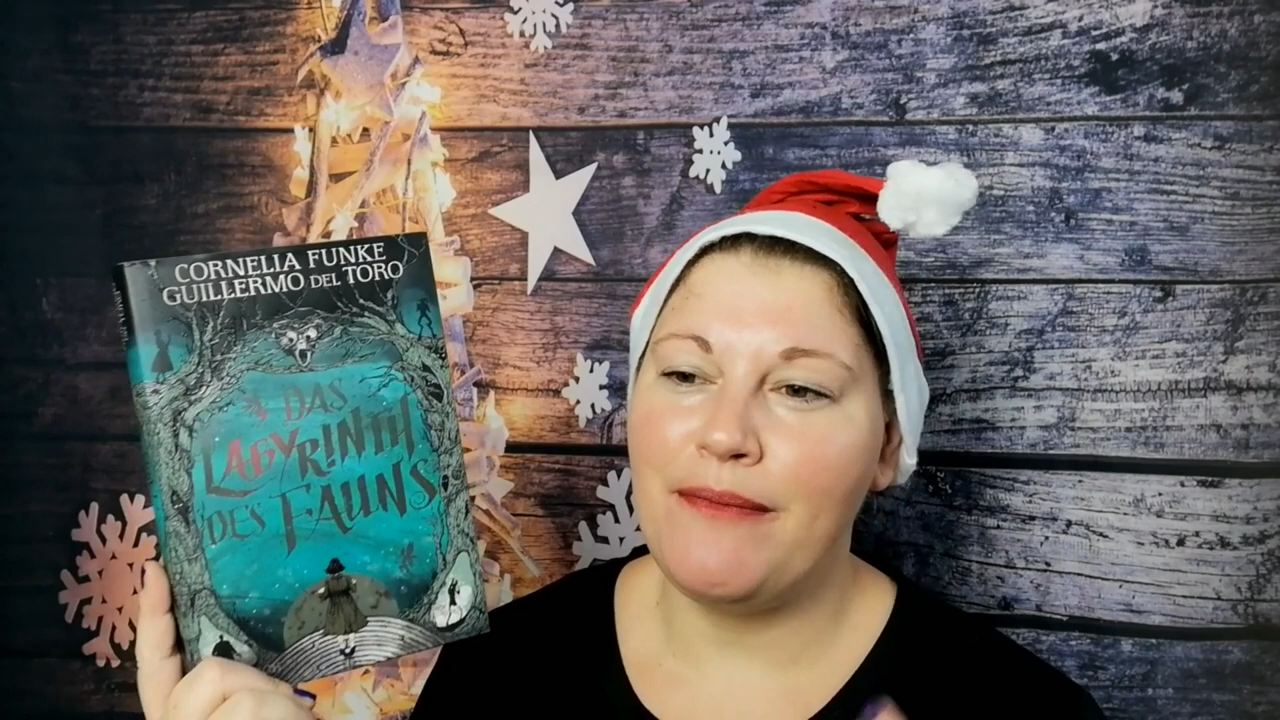 CORNELIA FUNKE
GUILLERMO DEL TORO
DAS
LABYRINTH
DES FAUNS